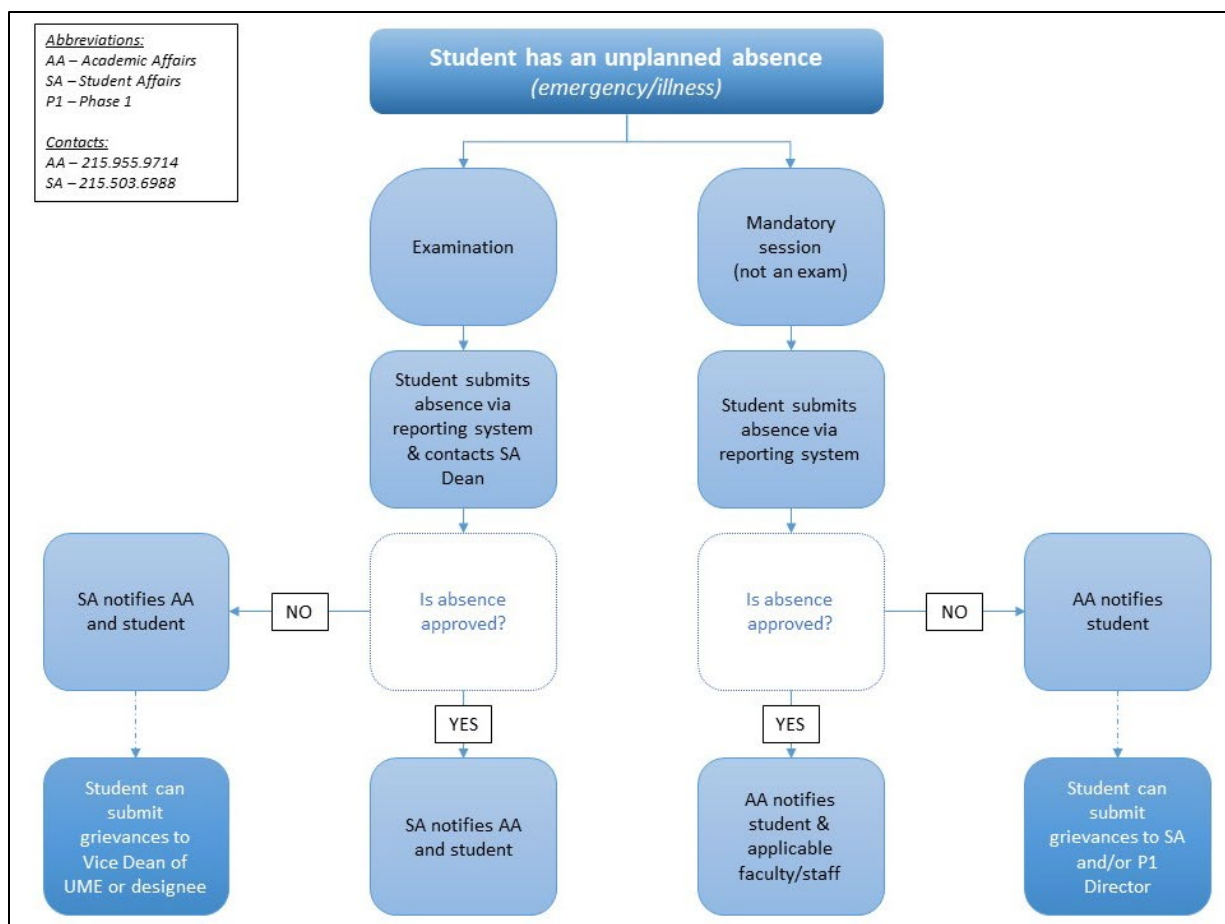 Abbreviations:
AA – Academic Affairs
SA – Student Affairs
P1 – Phase 1
Contacts:
AA – 215.955.9714
SA – 215.503.6988
Student has an unplanned absence
(emergency/illness)
Examination
Mandatory
session
(not an exam)
Student submits
absence via
reporting system
& contacts SA
Dean
Student submits
absence via
reporting system
SA notifies AA
and student
NO
Is absence
approved?
Is absence
approved?
NO
AA notifies
student
YES
YES
Student can
submit
grievances to
Vice Dean of
UME or designee
SA notifies AA
and student
AA notifies
student &
applicable
faculty/staff
Student can
submit
grievances to SA
and/or P1
Director